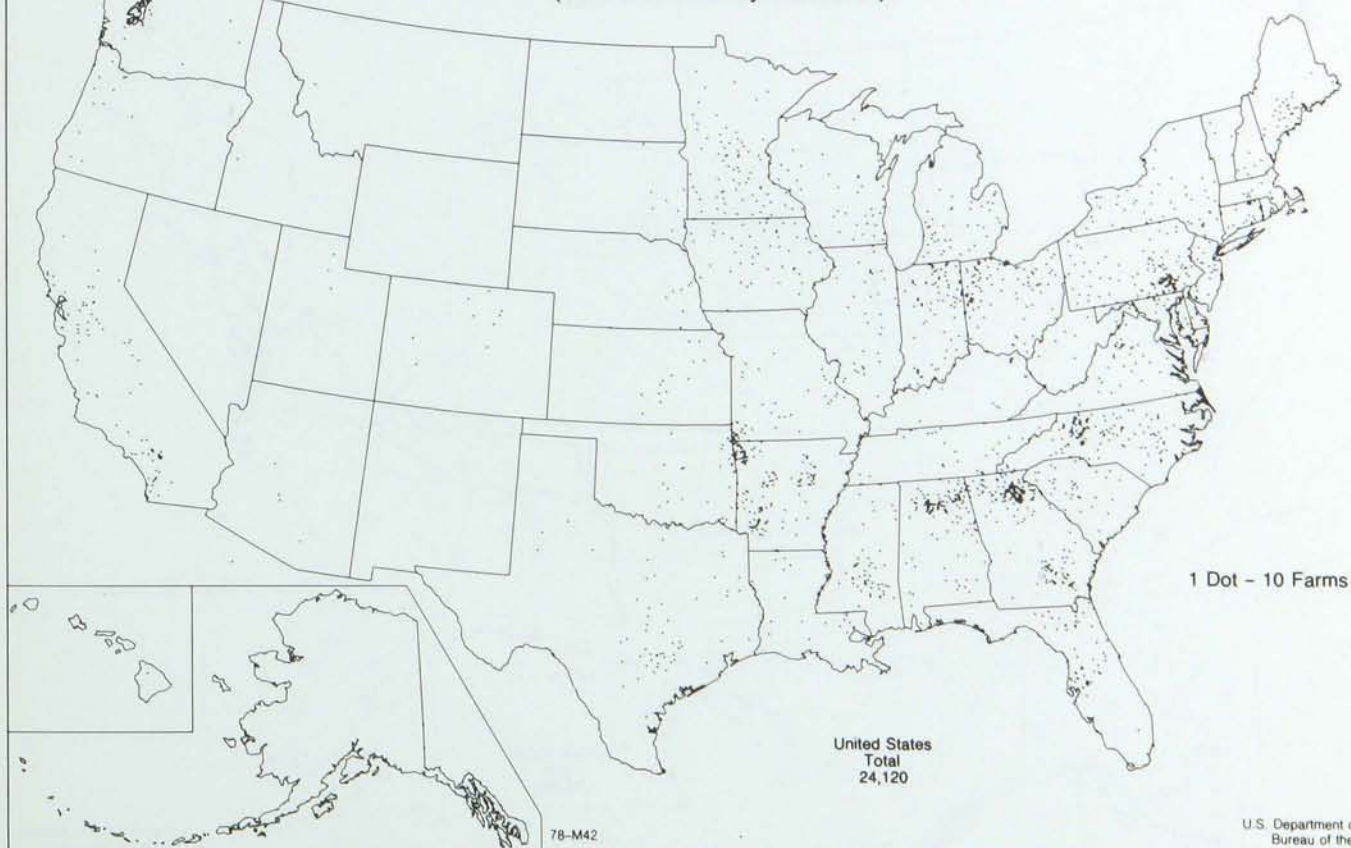 1 Dot – 10 Farms
United States
Total
24,120
78-M42
U.S. Department o
Bureau of the